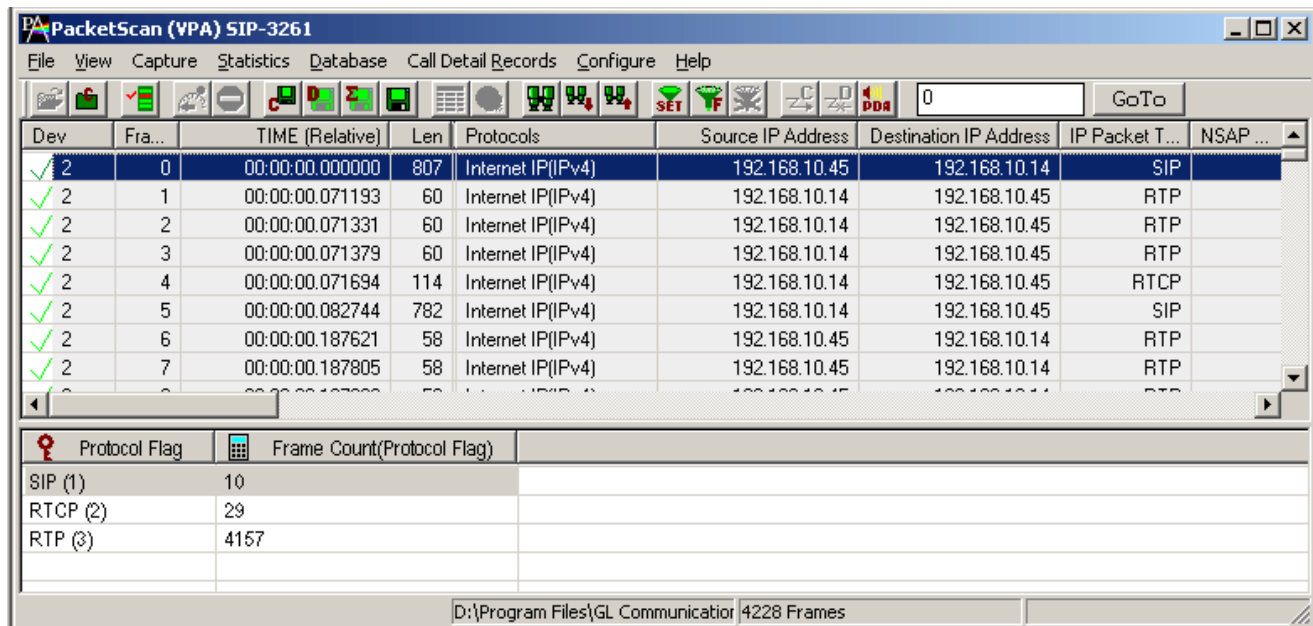 PA PacketScan (VPA) SIP-3261
File View Capture Statistics Database Call Detail Records Configure Help
C D Σ SET F C D PDA 0 GoTo
Dev Fra... TIME (Relative) Len Protocols Source IP Address Destination IP Address IP Packet T... NSAP ...
2 0 00:00:00.000000 807 Internet IP(IPv4) 192.168.10.45 192.168.10.14 SIP
2 1 00:00:00.071193 60 Internet IP(IPv4) 192.168.10.14 192.168.10.45 RTP
2 2 00:00:00.071331 60 Internet IP(IPv4) 192.168.10.14 192.168.10.45 RTP
2 3 00:00:00.071379 60 Internet IP(IPv4) 192.168.10.14 192.168.10.45 RTP
2 4 00:00:00.071694 114 Internet IP(IPv4) 192.168.10.14 192.168.10.45 RTCP
2 5 00:00:00.082744 782 Internet IP(IPv4) 192.168.10.14 192.168.10.45 SIP
2 6 00:00:00.187621 58 Internet IP(IPv4) 192.168.10.45 192.168.10.14 RTP
2 7 00:00:00.187805 58 Internet IP(IPv4) 192.168.10.45 192.168.10.14 RTP
Protocol Flag Frame Count(Protocol Flag)
SIP (1) 10
RTCP (2) 29
RTP (3) 4157
D:\Program Files\GL Communication 4228 Frames